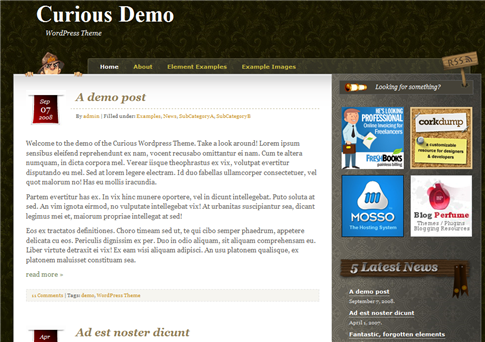 Curious Demo
WordPress Theme
RSS
Home About Element Examples Example Images
Looking for something?
Sep
07
2008
A demo post
By admin | Filled under Examples, News, SubCategoryA, SubCategoryB
Welcome to the demo of the Curious WordPress Theme. Take a look around! Lorem ipsum
sensibus eleifend reprehendunt ex nam, vocent recusabo omittantur ei nam. Cum te altera
numquam, in dicta corpora mel. Vereor iisque theophrastus ex vix, volutpat evertitur
disputando eu mel. Sed at lorem legere electram. Id duo fabellas ullamcorper consectetuer, vel
quot malorum no! Has eu mollis iracundia.
Partem evertitur has ex. In vix hinc munere oportere, vel in dicunt intellegebat. Puto soluta at
sed. An vim ignota eirmod, no vulputate intellegebat vix! At urbanitas suscipiantur sea, dicant
legimus mei et, maiorum propriae intellegat at sed!
Eos ex tractatos definitiones. Choro timeam sed ut, te qui cibo semper phaedrum, appetere
delicata cu eos. Periculis dignissim ex per. Duo in odio aliquam, sit aliquam comprehensam eu.
Liber virtute detraxit ei vis! Ex eam visi aliquam adipisci. An usu platonem qualisque, ex
platonem maluisset constituam sea.
read more »
11 Comments | Tags: demo, WordPress Theme
Apr
Ad est noster dicunt
HE'S LOOKING
PROFESSIONAL
Online Invoicing for
Freelancers
FRESHBOOKS
painless billing
corkdump
a customizable
resource for designers
& developers
MOSSO
The Hosting System
Blog Perfume
Themes / Plugins
Blogging Resources
5 Latest News
A demo post
September 7, 2008.
Ad est noster dicunt
April 1, 2007.
Fantastic, forgotten elements